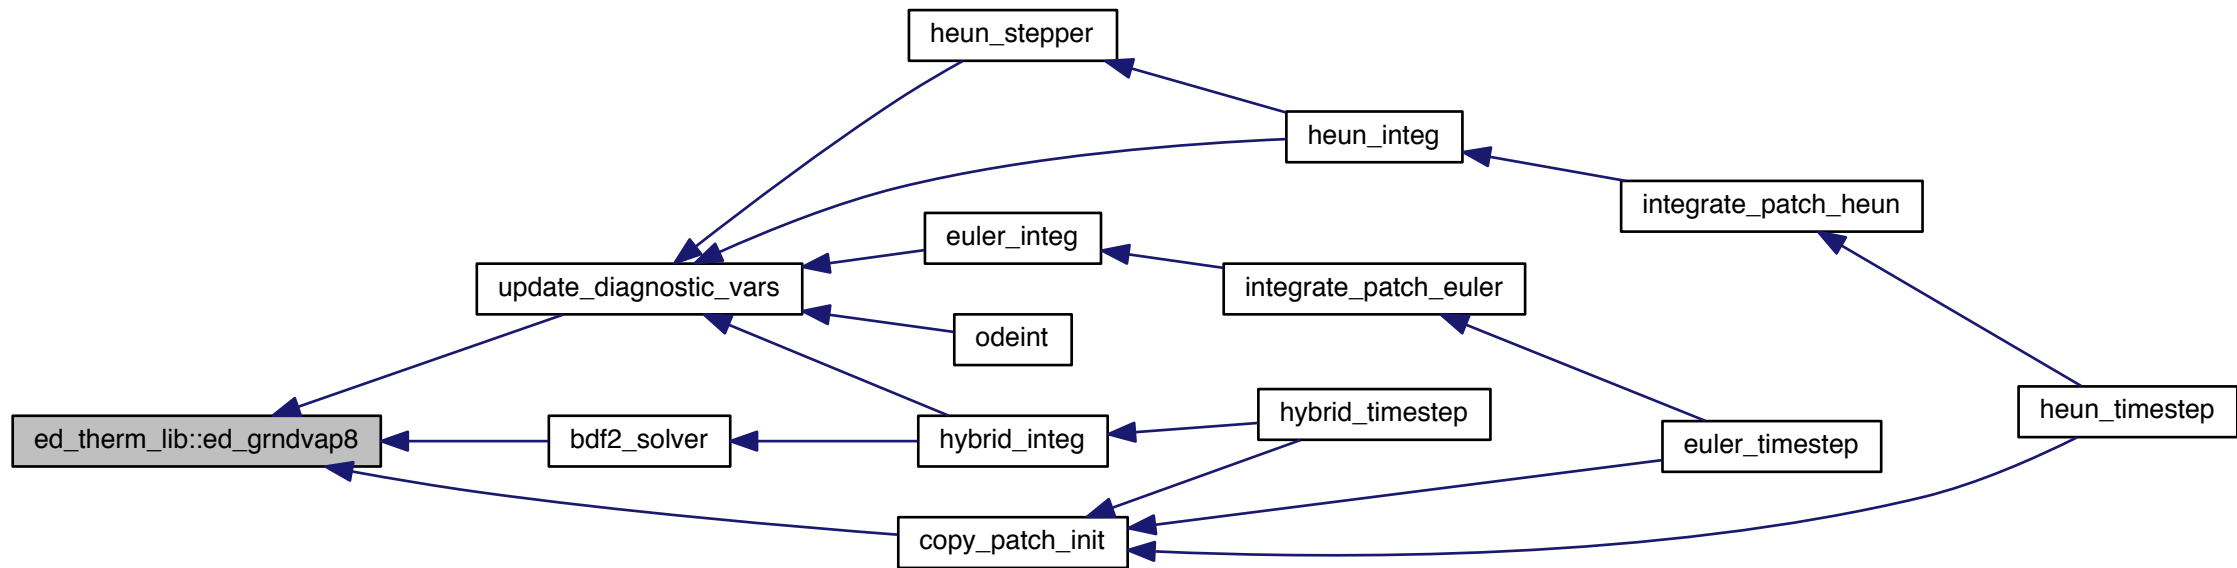 heun_stepper
heun_integ
integrate_patch_heun
euler_integ
update_diagnostic_vars
integrate_patch_euler
odeint
hybrid_timestep
heun_timestep
ed_therm_lib::ed_grndvap8
bdf2_solver
hybrid_integ
euler_timestep
copy_patch_init